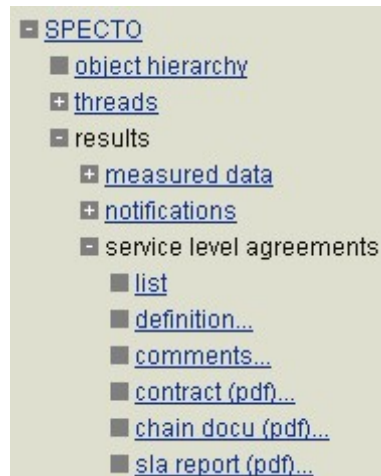 SPECTO
object hierarchy
threads
results
measured data
notifications
service level agreements
list
definition...
comments...
contract (pdf)...
chain docu (pdf)...
sla report (pdf)...